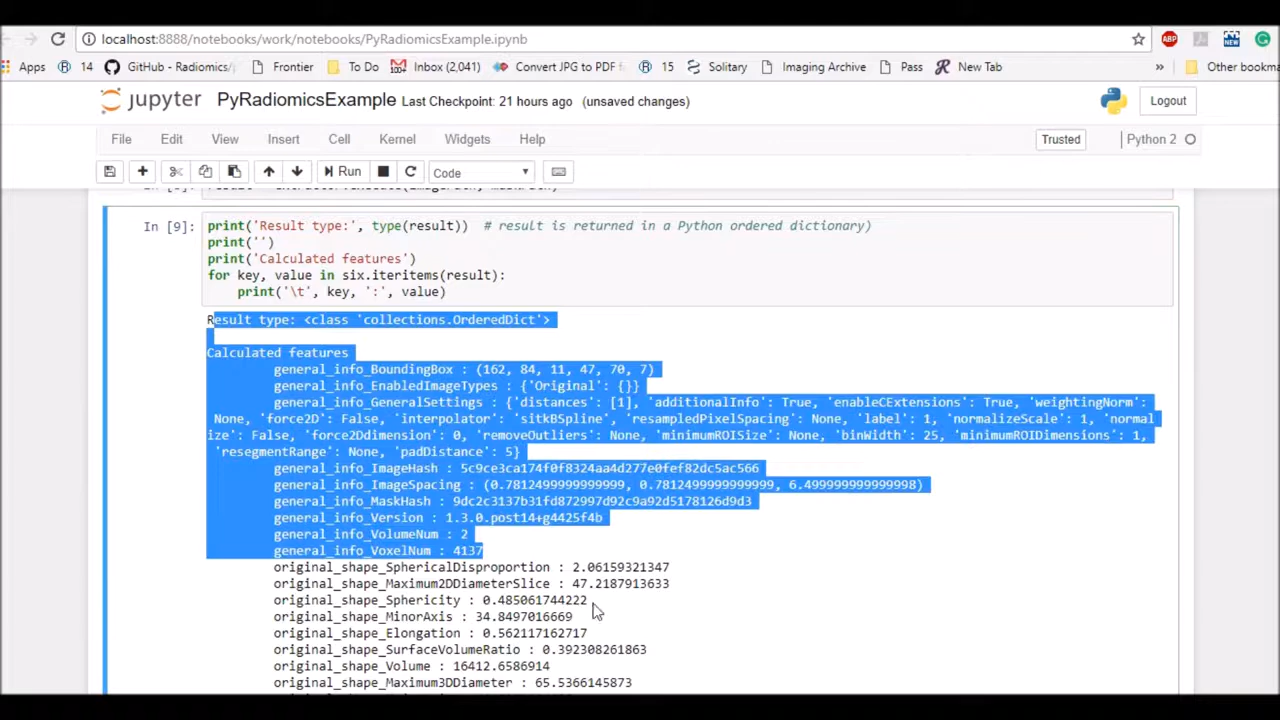 localhost:8888/notebooks/work/notebooks/PyRadiomicsExample.ipynb
ABP
NEW
Apps 14 GitHub - Radiomics/p Frontier To Do Inbox (2,041) Convert JPG to PDF f 15 Solitary Imaging Archive Pass New Tab » Other bookma
jupyter PyRadiomicsExample Last Checkpoint: 21 hours ago (unsaved changes) Logout
File Edit View Insert Cell Kernel Widgets Help Trusted Python 2
Run Code
In [9]: print('Result type:', type(result)) # result is returned in a Python ordered dictionary)
print('')
print('Calculated features')
for key, value in six.iteritems(result):
print('\t', key, ':', value)
Result type: <class 'collections.OrderedDict'>
Calculated features
general_info_BoundingBox : (162, 84, 11, 47, 70, 7)
general_info_EnabledImageTypes : {'Original': {}}
general_info_GeneralSettings : {'distances': [1], 'additionalInfo': True, 'enableCExtensions': True, 'weightingNorm':
None, 'force2D': False, 'interpolator': 'sitkBSpline', 'resampledPixelSpacing': None, 'label': 1, 'normalizeScale': 1, 'normal
ize': False, 'force2Ddimension': 0, 'removeOutliers': None, 'minimumROISize': None, 'binWidth': 25, 'minimumROIDimensions': 1,
'resegmentRange': None, 'padDistance': 5}
general_info_ImageHash : 5c9ce3ca174f0f8324aa4d277e0fef82dc5ac566
general_info_ImageSpacing : (0.7812499999999999, 0.7812499999999999, 6.499999999999998)
general_info_MaskHash : 9dc2c3137b31fd872997d92c9a92d5178126d9d3
general_info_Version : 1.3.0.post14+g4425f4b
general_info_VolumeNum : 2
general_info_VoxelNum : 4137
original_shape_SphericalDisproportion : 2.06159321347
original_shape_Maximum2DDiameterSlice : 47.2187913633
original_shape_Sphericity : 0.485061744222
original_shape_MinorAxis : 34.8497016669
original_shape_Elongation : 0.562117162717
original_shape_SurfaceVolumeRatio : 0.392308261863
original_shape_Volume : 16412.6586914
original_shape_Maximum3DDiameter : 65.5366145873